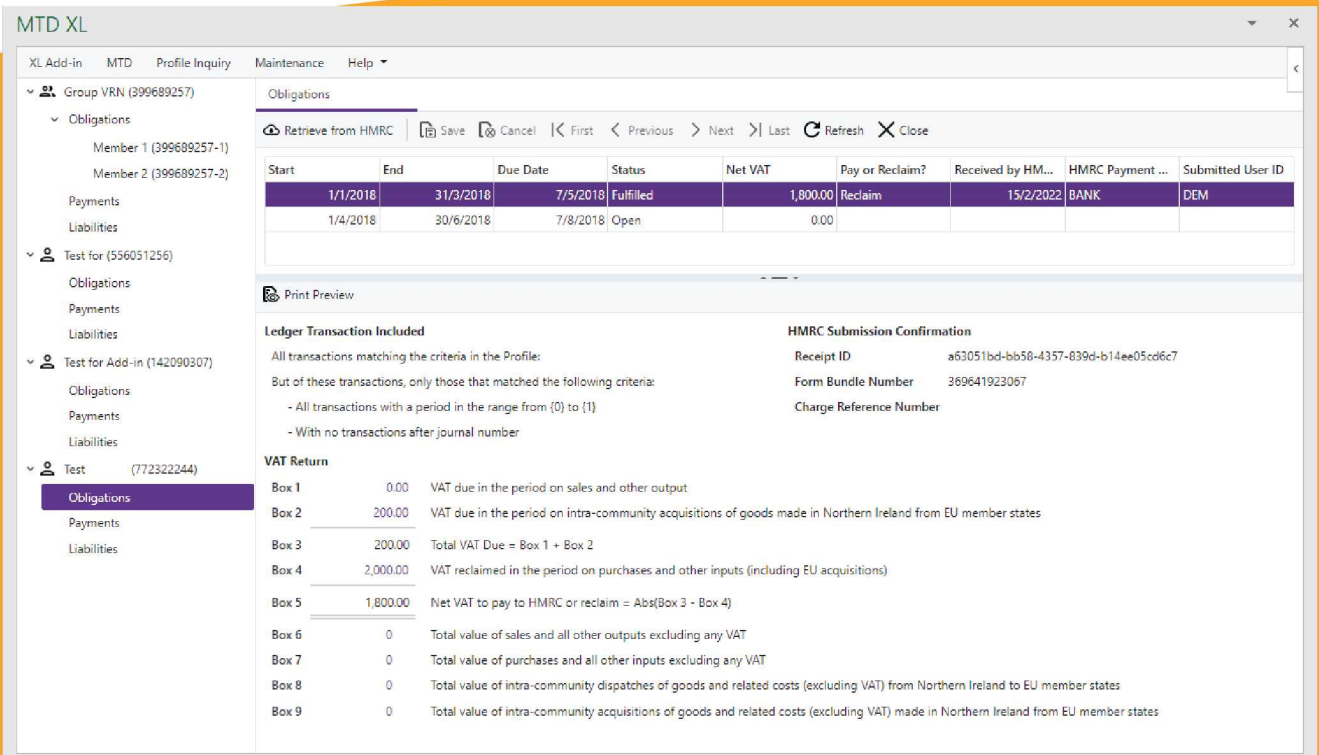 MTD XL
XL Add-in MTD Profile Inquiry Maintenance Help
Group VRN (399689257)
Obligations
Member 1 (399689257-1)
Member 2 (399689257-2)
Payments
Liabilities
Test for (556051256)
Obligations
Payments
Liabilities
Test for Add-in (142090307)
Obligations
Payments
Liabilities
Test (772322244)
Obligations
Payments
Liabilities
Obligations
Retrieve from HMRC Save Cancel First Previous Next Last Refresh Close
Start End Due Date Status Net VAT Pay or Reclaim? Received by HM... HMRC Payment ... Submitted User ID
1/1/2018 31/3/2018 7/5/2018 Fulfilled 1,800.00 Reclaim 15/2/2022 BANK DEM
1/4/2018 30/6/2018 7/8/2018 Open 0.00
Print Preview
Ledger Transaction Included
All transactions matching the criteria in the Profile:
But of these transactions, only those that matched the following criteria:
- All transactions with a period in the range from {0} to {1}
- With no transactions after journal number
HMRC Submission Confirmation
Receipt ID a63051bd-bb58-4357-839d-b14ee05cd6c7
Form Bundle Number 369641923067
Charge Reference Number
VAT Return
Box 1 0.00 VAT due in the period on sales and other output
Box 2 200.00 VAT due in the period on intra-community acquisitions of goods made in Northern Ireland from EU member states
Box 3 200.00 Total VAT Due = Box 1 + Box 2
Box 4 2,000.00 VAT reclaimed in the period on purchases and other inputs (including EU acquisitions)
Box 5 1,800.00 Net VAT to pay to HMRC or reclaim = Abs(Box 3 - Box 4)
Box 6 0 Total value of sales and all other outputs excluding any VAT
Box 7 0 Total value of purchases and all other inputs excluding any VAT
Box 8 0 Total value of intra-community dispatches of goods and related costs (excluding VAT) from Northern Ireland to EU member states
Box 9 0 Total value of intra-community acquisitions of goods and related costs (excluding VAT) made in Northern Ireland from EU member states